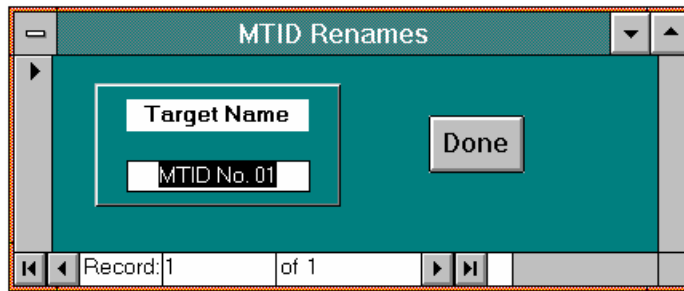 MTID Renames
Target Name
Done
MTID No. 01
Record: 1 of 1